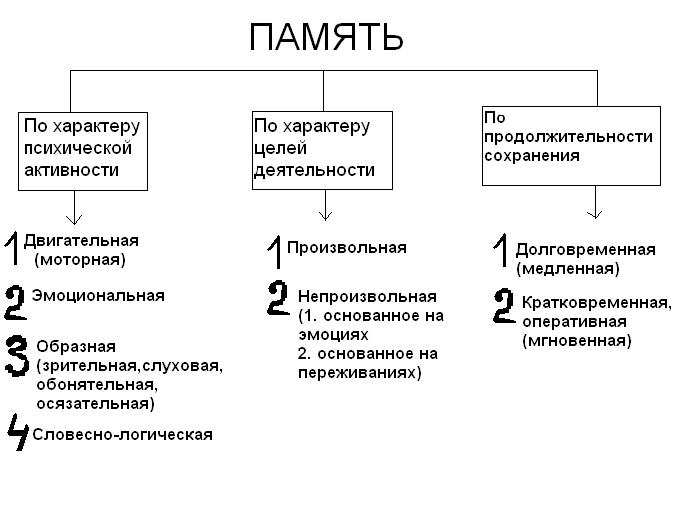 ПАМЯТЬ
По характеру
психической
активности
1 Двигательная
(моторная)
2 Эмоциональная
3 Образная
(зрительная,слуховая,
обонятельная,
осязательная)
4 Словесно-логическая
По характеру
целей
деятельности
1 Произвольная
2 Непроизвольная
(1. основанное на
эмоциях
2. основанное на
переживаниях)
По
продолжительности
сохранения
1 Долговременная
(медленная)
2 Кратковременная,
оперативная
(мгновенная)